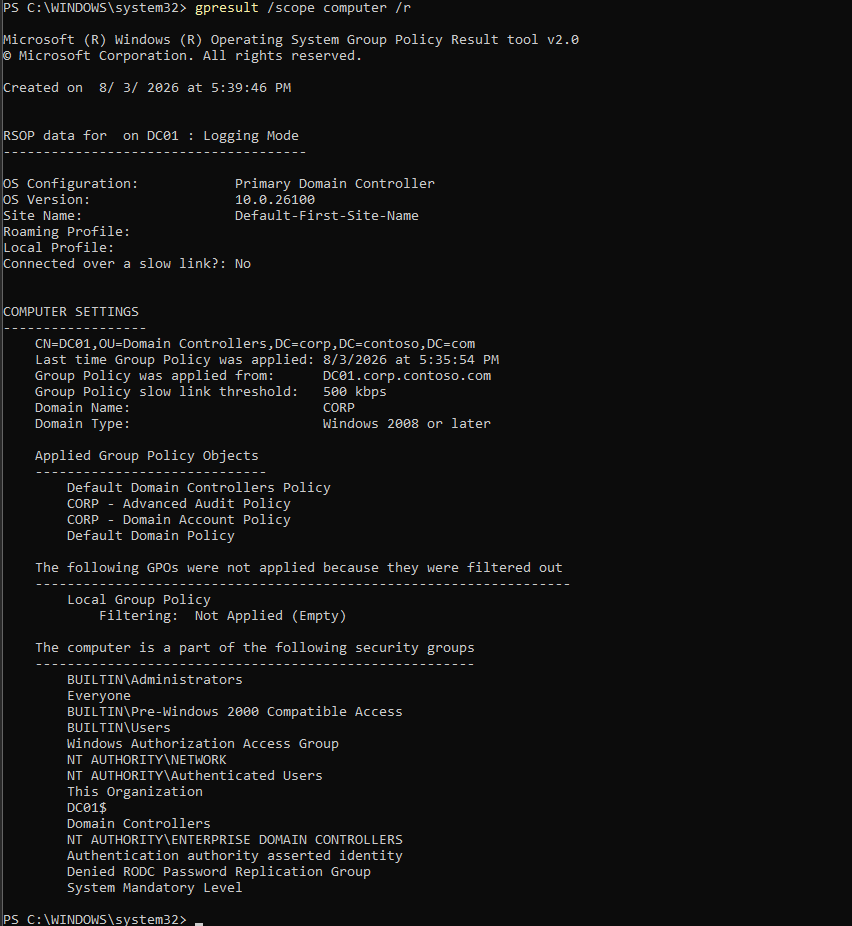 PS C:\WINDOWS\system32> gpresult /scope computer /r

Microsoft (R) Windows (R) Operating System Group Policy Result tool v2.0
© Microsoft Corporation. All rights reserved.

Created on  8/ 3/ 2026 at 5:39:46 PM


RSOP data for  on DC01 : Logging Mode
--------------------------------------

OS Configuration:            Primary Domain Controller
OS Version:                  10.0.26100
Site Name:                   Default-First-Site-Name
Roaming Profile:
Local Profile:
Connected over a slow link?: No


COMPUTER SETTINGS
------------------
    CN=DC01,OU=Domain Controllers,DC=corp,DC=contoso,DC=com
    Last time Group Policy was applied: 8/3/2026 at 5:35:54 PM
    Group Policy was applied from:      DC01.corp.contoso.com
    Group Policy slow link threshold:   500 kbps
    Domain Name:                        CORP
    Domain Type:                        Windows 2008 or later

    Applied Group Policy Objects
    -----------------------------
        Default Domain Controllers Policy
        CORP - Advanced Audit Policy
        CORP - Domain Account Policy
        Default Domain Policy

    The following GPOs were not applied because they were filtered out
    -------------------------------------------------------------------
        Local Group Policy
            Filtering:  Not Applied (Empty)

    The computer is a part of the following security groups
    -------------------------------------------------------
        BUILTIN\Administrators
        Everyone
        BUILTIN\Pre-Windows 2000 Compatible Access
        BUILTIN\Users
        Windows Authorization Access Group
        NT AUTHORITY\NETWORK
        NT AUTHORITY\Authenticated Users
        This Organization
        DC01$
        Domain Controllers
        NT AUTHORITY\ENTERPRISE DOMAIN CONTROLLERS
        Authentication authority asserted identity
        Denied RODC Password Replication Group
        System Mandatory Level

PS C:\WINDOWS\system32>